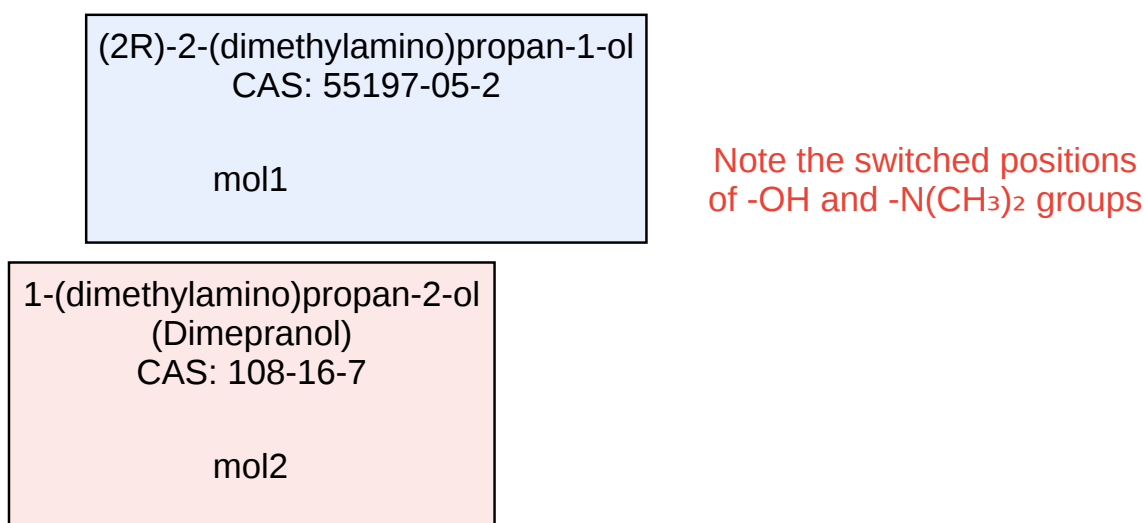 (2R)-2-(dimethylamino)propan-1-ol
CAS: 55197-05-2
mol1
Note the switched positions
of -OH and -N(CH₃)₂ groups
1-(dimethylamino)propan-2-ol
(Dimepranol)
CAS: 108-16-7
mol2